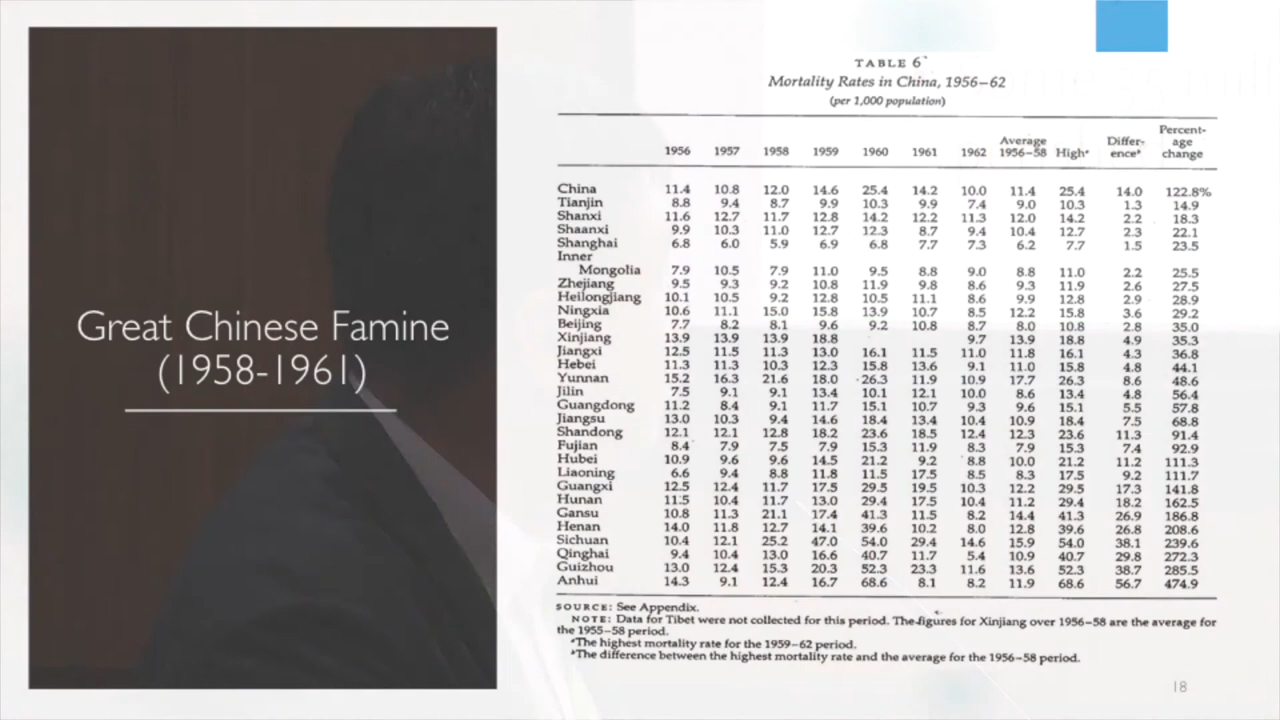 Great Chinese Famine
(1958-1961)
TABLE 6
Mortality Rates in China, 1956–62
(per 1,000 population)
1956 1957 1958 1959 1960 1961 1962 Average 1956–58 Highᵃ Differ-enceᵇ Percent-age change
China 11.4 10.8 12.0 14.6 25.4 14.2 10.0 11.4 25.4 14.0 122.8%
Tianjin 8.8 9.4 8.7 9.9 10.3 9.9 7.4 9.0 10.3 1.3 14.9
Shanxi 11.6 12.7 11.7 12.8 14.2 12.2 11.3 12.0 14.2 2.2 18.3
Shaanxi 9.9 10.3 11.0 12.7 12.3 8.7 9.4 10.4 12.7 2.3 22.1
Shanghai 6.8 6.0 5.9 6.9 6.8 7.7 7.3 6.2 7.7 1.5 23.5
Inner
Mongolia 7.9 10.5 7.9 11.0 9.5 8.8 9.0 8.8 11.0 2.2 25.5
Zhejiang 9.5 9.3 9.2 10.8 11.9 9.8 8.6 9.3 11.9 2.6 27.5
Heilongjiang 10.1 10.5 9.2 12.8 10.5 11.1 8.6 9.9 12.8 2.9 28.9
Ningxia 10.6 11.1 15.0 15.8 13.9 10.7 8.5 12.2 15.8 3.6 29.2
Beijing 7.7 8.2 8.1 9.6 9.2 10.8 8.7 8.0 10.8 2.8 35.0
Xinjiang 13.9 13.9 13.9 18.8 9.7 13.9 18.8 4.9 35.3
Jiangxi 12.5 11.5 11.3 13.0 16.1 11.5 11.0 11.8 16.1 4.3 36.8
Hebei 11.3 11.3 10.3 12.3 15.8 13.6 9.1 11.0 15.8 4.8 44.1
Yunnan 15.2 16.3 21.6 18.0 26.3 11.9 10.9 17.7 26.3 8.6 48.6
Jilin 7.5 9.1 9.1 13.4 10.1 12.1 10.0 8.6 13.4 4.8 56.4
Guangdong 11.2 8.4 9.1 11.7 15.1 10.7 9.3 9.6 15.1 5.5 57.8
Jiangsu 13.0 10.3 9.4 14.6 18.4 13.4 10.4 10.9 18.4 7.5 68.8
Shandong 12.1 12.1 12.8 18.2 23.6 18.5 12.4 12.3 23.6 11.3 91.4
Fujian 8.4 7.9 7.5 7.9 15.3 11.9 8.3 7.9 15.3 7.4 92.9
Hubei 10.9 9.6 9.6 14.5 21.2 9.2 8.8 10.0 21.2 11.2 111.3
Liaoning 6.6 9.4 8.8 11.8 11.5 17.5 8.5 8.3 17.5 9.2 111.7
Guangxi 12.5 12.4 11.7 17.5 29.5 19.5 10.3 12.2 29.5 17.3 141.8
Hunan 11.5 10.4 11.7 13.0 29.4 17.5 10.4 11.2 29.4 18.2 162.5
Gansu 10.8 11.3 21.1 17.4 41.3 11.5 8.2 14.4 41.3 26.9 186.8
Henan 14.0 11.8 12.7 14.1 39.6 10.2 8.0 12.8 39.6 26.8 208.6
Sichuan 10.4 12.1 25.2 47.0 54.0 29.4 14.6 15.9 54.0 38.1 239.6
Qinghai 9.4 10.4 13.0 16.6 40.7 11.7 5.4 10.9 40.7 29.8 272.3
Guizhou 13.0 12.4 15.3 20.3 52.3 23.3 11.6 13.6 52.3 38.7 285.5
Anhui 14.3 9.1 12.4 16.7 68.6 8.1 8.2 11.9 68.6 56.7 474.9
SOURCE: See Appendix.
NOTE: Data for Tibet were not collected for this period. The figures for Xinjiang over 1956–58 are the average for
the 1955–58 period.
ᵃThe highest mortality rate for the 1959–62 period.
ᵇThe difference between the highest mortality rate and the average for the 1956–58 period.
18